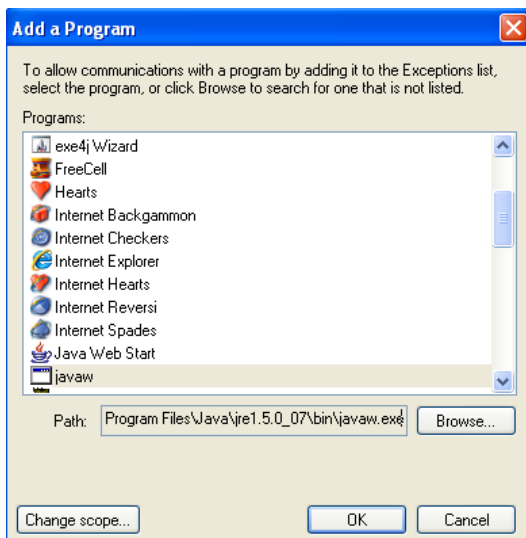 Add a Program
To allow communications with a program by adding it to the Exceptions list,
select the program, or click Browse to search for one that is not listed.
Programs:
exe4j Wizard
FreeCell
Hearts
Internet Backgammon
Internet Checkers
Internet Explorer
Internet Hearts
Internet Reversi
Internet Spades
Java Web Start
javaw
Path: Program Files\Java\jre1.5.0_07\bin\javaw.exe Browse...
Change scope... OK Cancel